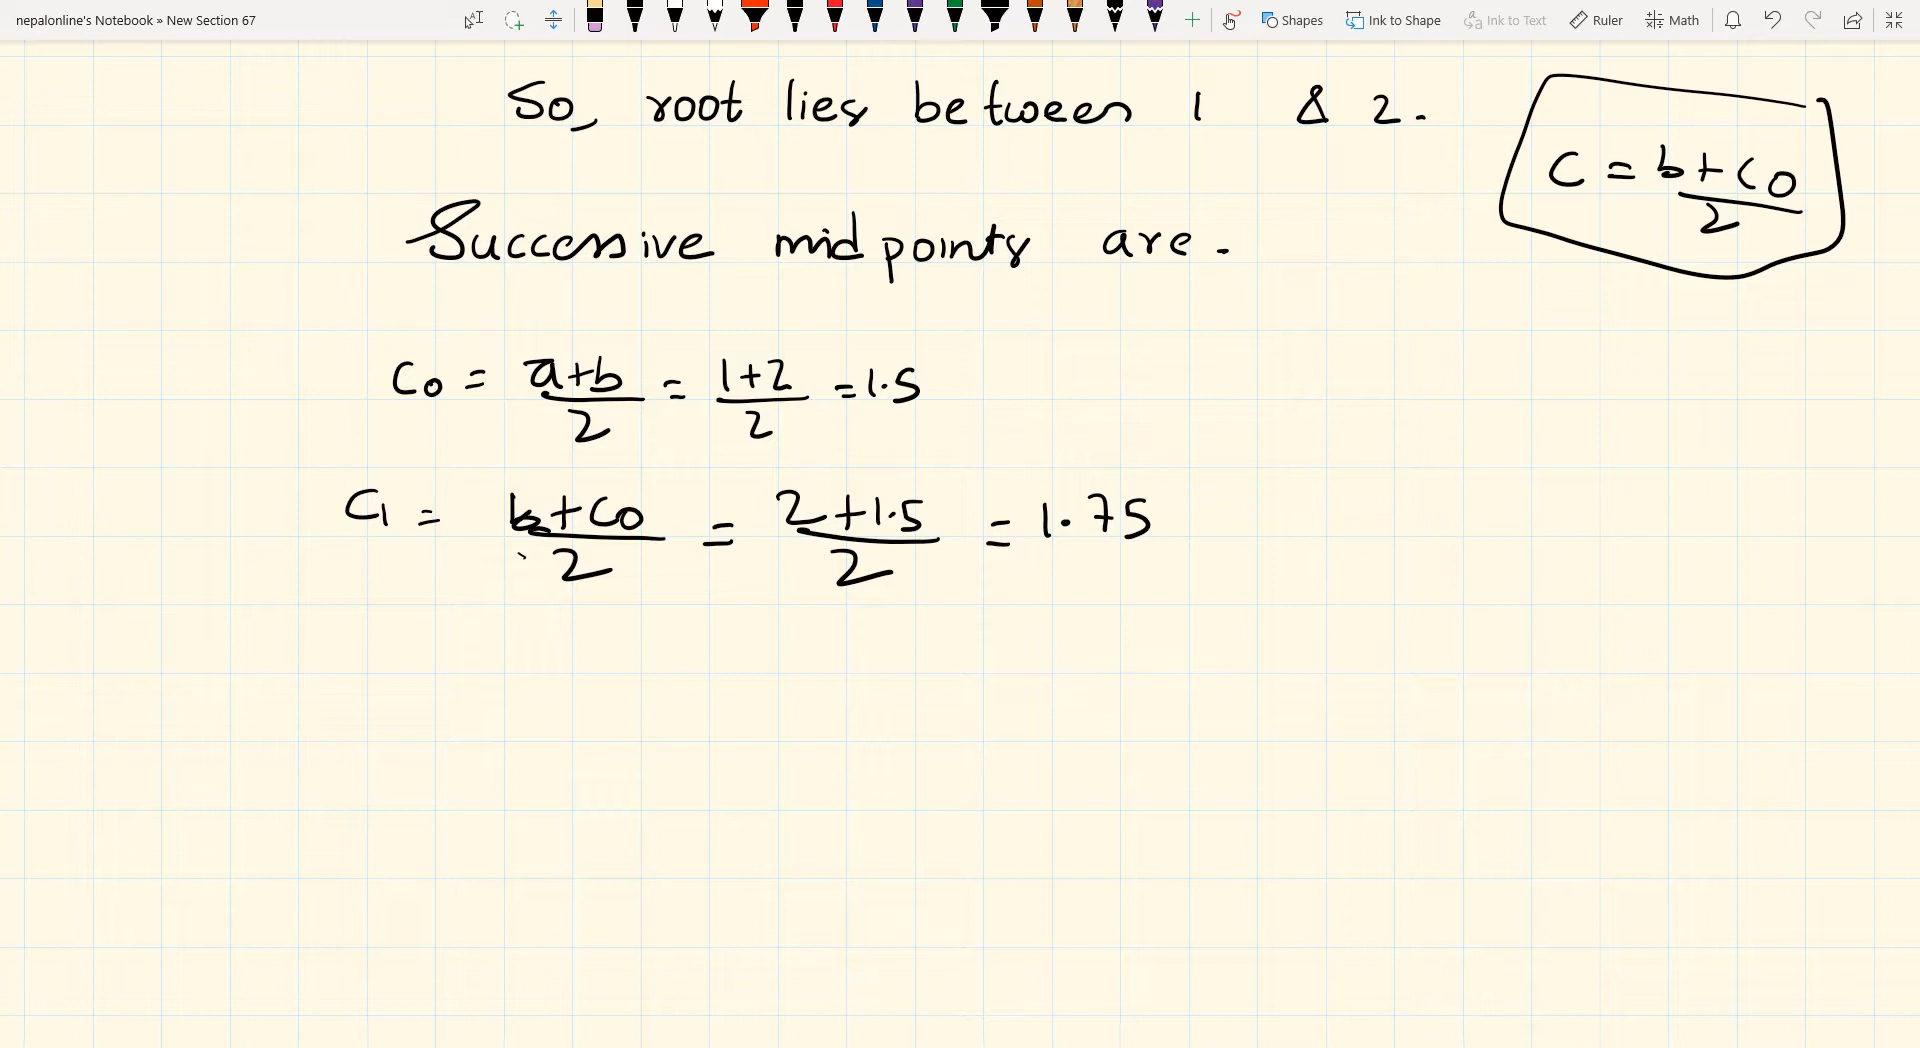 nepalonline's Notebook » New Section 67
Shapes Ink to Shape Ink to Text Ruler Math
So, root lies between 1 & 2.
C = b+C0/2
Successive midpoints are.
C0 = a+b/2 = 1+2/2 = 1.5
C1 = b+C0/2 = 2+1.5/2 = 1.75